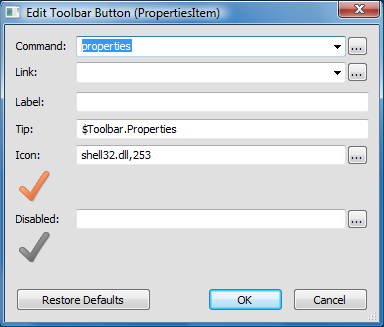 Edit Toolbar Button (PropertiesItem)
Command: properties ...
Link: ...
Label:
Tip: $Toolbar.Properties
Icon: shell32.dll,253 ...
Disabled: ...
Restore Defaults OK Cancel